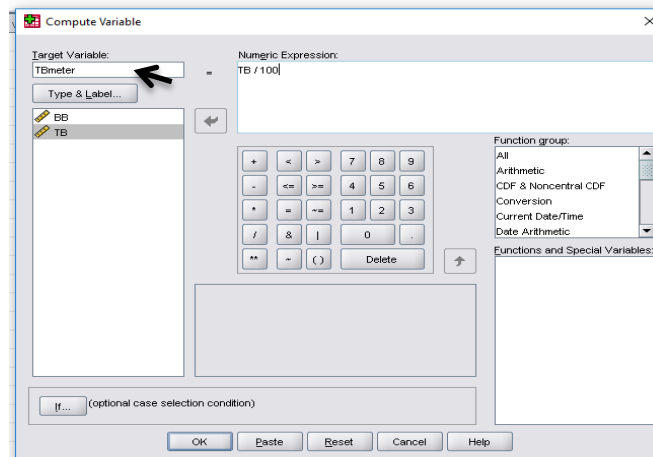 Compute Variable
Target Variable:
TBmeter
=
Numeric Expression:
TB / 100
Type & Label...
BB
TB
+ < > 7 8 9
- <= >= 4 5 6
* = ~= 1 2 3
/ & | 0 .
** ~ ( ) Delete
Function group:
All
Arithmetic
CDF & Noncentral CDF
Conversion
Current Date/Time
Date Arithmetic
Functions and Special Variables:
If... (optional case selection condition)
OK Paste Reset Cancel Help